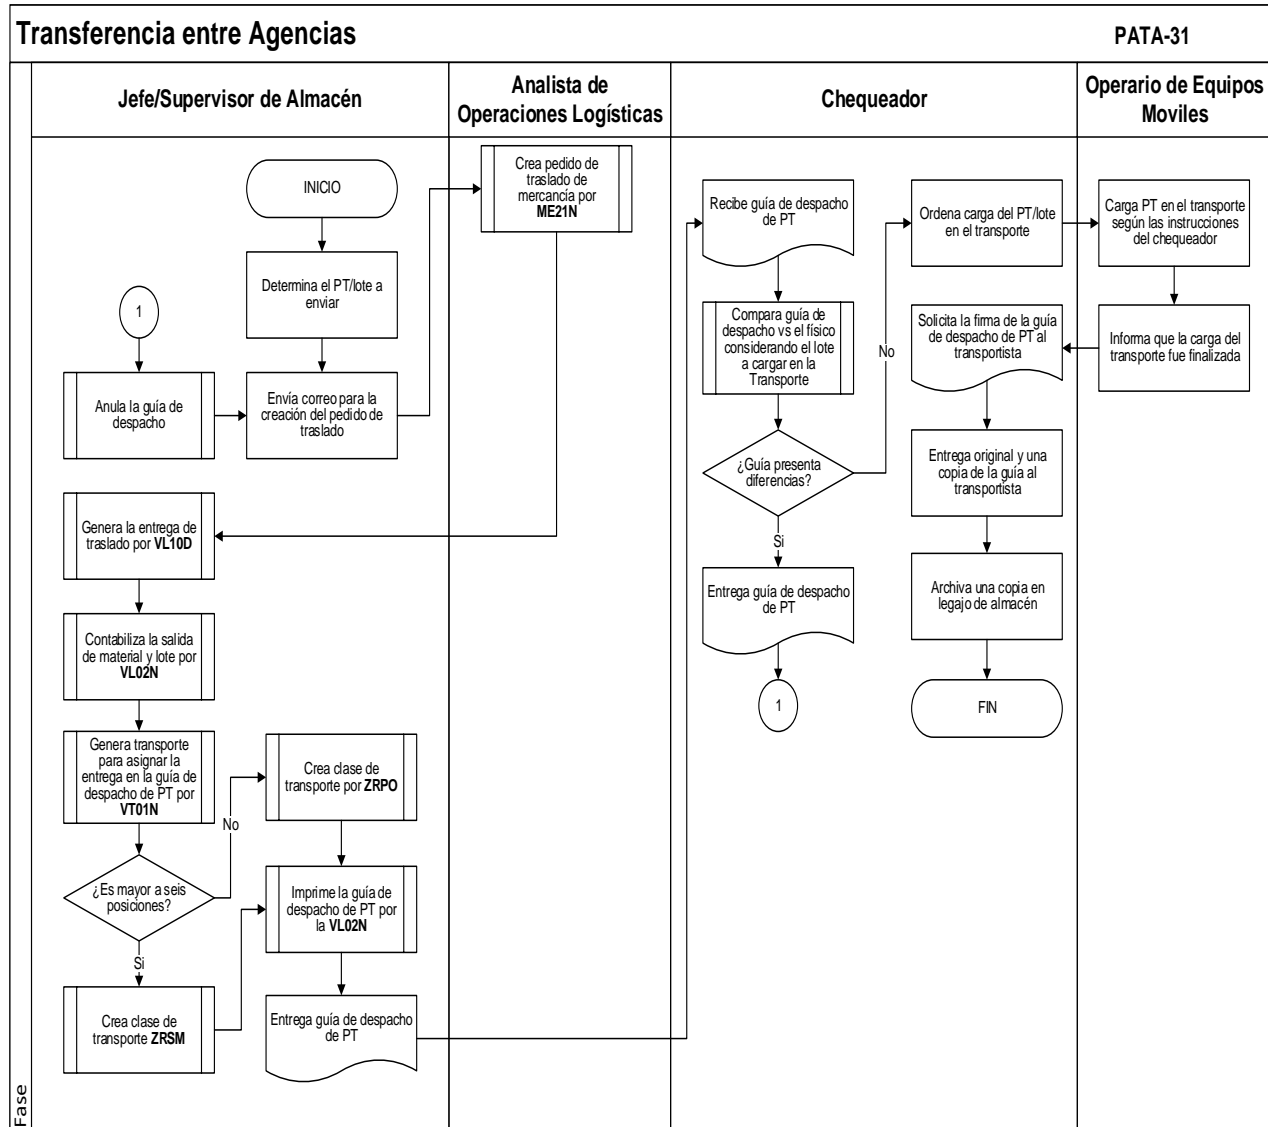 Transferencia entre Agencias
PATA-31
Fase
Jefe/Supervisor de Almacén
Analista de
Operaciones Logísticas
Chequeador
Operario de Equipos
Moviles
INICIO
Determina el PT/lote a
enviar
1
Anula la guía de
despacho
Envía correo para la
creación del pedido de
traslado
Crea pedido de
traslado de
mercancía por
ME21N
Genera la entrega de
traslado por VL10D
Contabiliza la salida
de material y lote por
VL02N
Genera transporte
para asignar la
entrega en la guía de
despacho de PT por
VT01N
¿Es mayor a seis
posiciones?
No
Si
Crea clase de
transporte por ZRPO
Crea clase de
transporte ZRSM
Imprime la guía de
despacho de PT por
la VL02N
Entrega guía de despacho
de PT
Recibe guía de despacho
de PT
Compara guía de
despacho vs el físico
considerando el lote
a cargar en la
Transporte
¿Guía presenta
diferencias?
No
Si
Entrega guía de despacho
de PT
1
Ordena carga del PT/lote
en el transporte
Carga PT en el transporte
según las instrucciones
del chequeador
Informa que la carga del
transporte fue finalizada
Solicita la firma de la guía
de despacho de PT al
transportista
Entrega original y una
copia de la guía al
transportista
Archiva una copia en
legajo de almacén
FIN